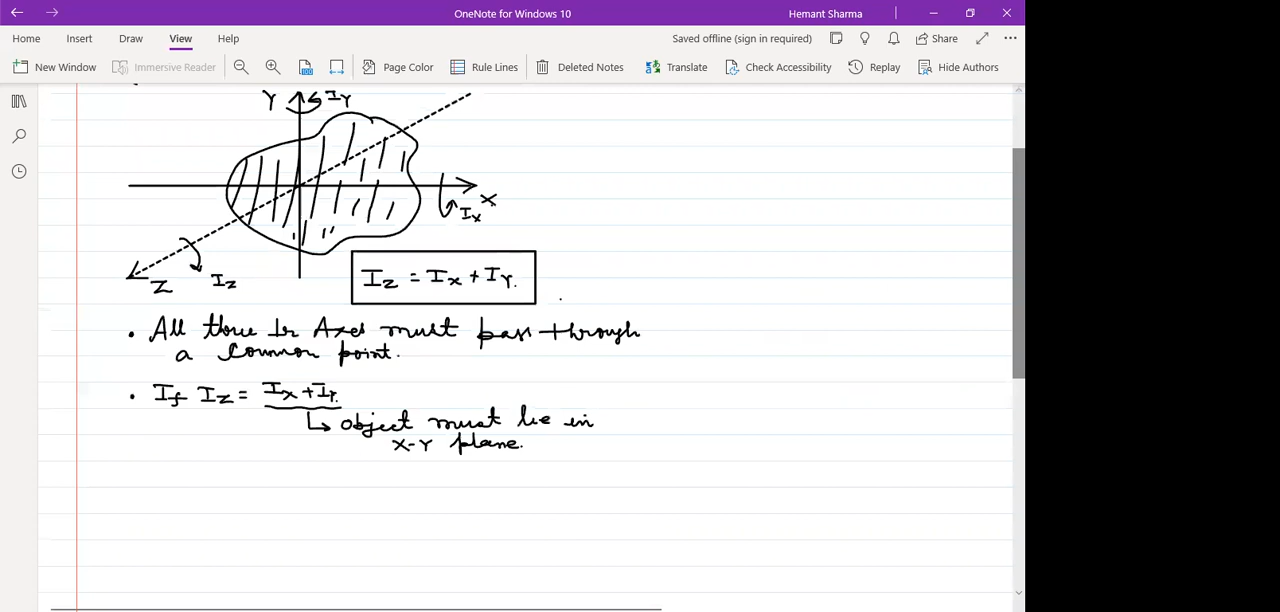 OneNote for Windows 10
Hemant Sharma
Home Insert Draw View Help
Saved offline (sign in required) Share
New Window Immersive Reader 100 Page Color Rule Lines Deleted Notes Translate Check Accessibility Replay Hide Authors
Y IY
X
Ix
Z Iz
Iz = Ix + IY.
• All three ⊥r Axes must pass through
a common point.
• If Iz = Ix + IY.
↳ object must lie in
X-Y plane.